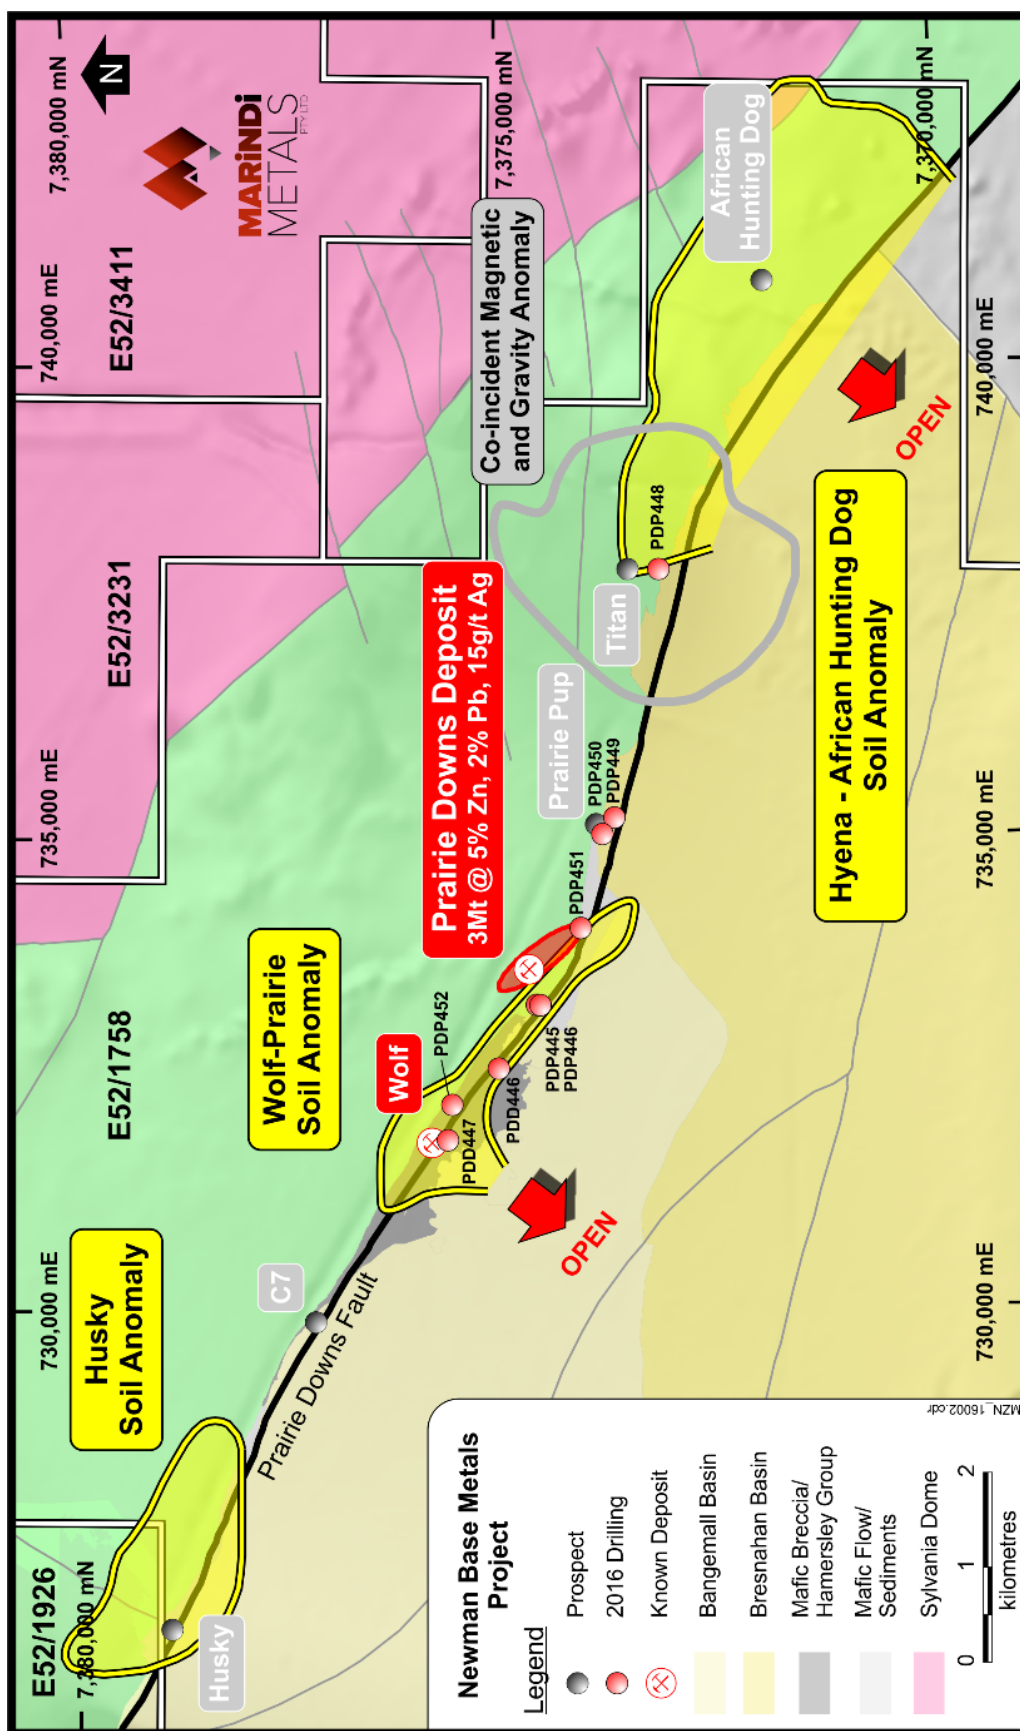 E52/1926
E52/1758
E52/3231
E52/3411
730,000 mE
735,000 mE
740,000 mE
7,380,000 mN
7,380,000 mN
7,375,000 mN
7,370,000 mN
N
MARiNDi
METALS
PTY LTD
Husky
Soil Anomaly
Wolf-Prairie
Soil Anomaly
Prairie Downs Deposit
3Mt @ 5% Zn, 2% Pb, 15g/t Ag
Co-incident Magnetic
and Gravity Anomaly
African
Hunting Dog
Husky
C7
Wolf
Prairie Pup
Titan
Prairie Downs Fault
PDD447
PDP452
PDD446
PDP445
PDP446
PDP451
PDP450
PDP449
PDP448
OPEN
OPEN
Hyena - African Hunting Dog
Soil Anomaly
730,000 mE
735,000 mE
740,000 mE
Newman Base Metals
Project
Legend
Prospect
2016 Drilling
Known Deposit
Bangemall Basin
Bresnahan Basin
Mafic Breccia/
Hamersley Group
Mafic Flow/
Sediments
Sylvania Dome
0 1 2
kilometres
MZN_16002.cdr